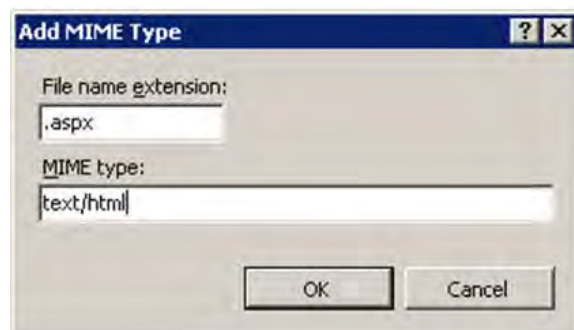 Add MIME Type
File name extension:
.aspx
MIME type:
text/html
OK Cancel